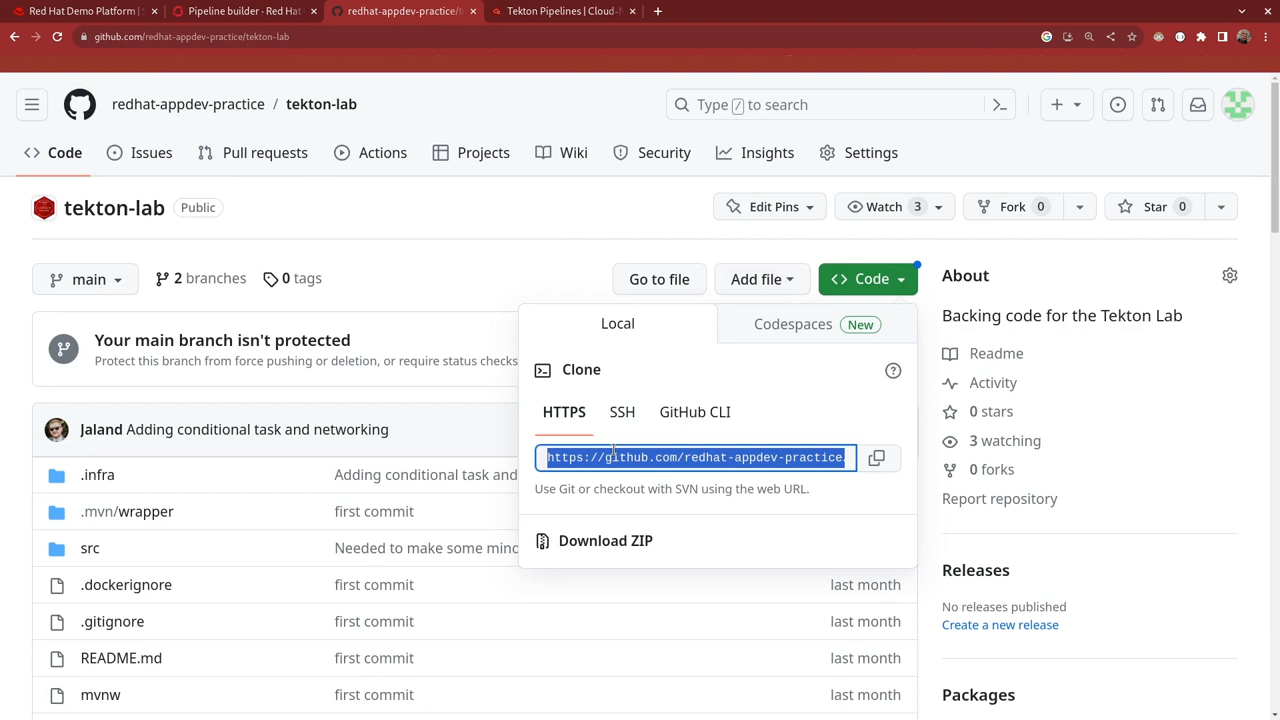 Red Hat Demo Platform | S
Pipeline builder · Red Hat
redhat-appdev-practice/t
Tekton Pipelines | Cloud-N
github.com/redhat-appdev-practice/tekton-lab
redhat-appdev-practice / tekton-lab
Type / to search
Code
Issues
Pull requests
Actions
Projects
Wiki
Security
Insights
Settings
tekton-lab
Public
Edit Pins
Watch 3
Fork 0
Star 0
main
2 branches
0 tags
Go to file
Add file
Code
About
Backing code for the Tekton Lab
Readme
Activity
0 stars
3 watching
0 forks
Report repository
Releases
No releases published
Create a new release
Packages
Your main branch isn't protected
Protect this branch from force pushing or deletion, or require status checks
Local
Codespaces New
Clone
HTTPS
SSH
GitHub CLI
https://github.com/redhat-appdev-practice.
Use Git or checkout with SVN using the web URL.
Download ZIP
Jaland Adding conditional task and networking
.infra Adding conditional task and
.mvn/wrapper first commit
src Needed to make some minc
.dockerignore first commit last month
.gitignore first commit last month
README.md first commit last month
mvnw first commit last month